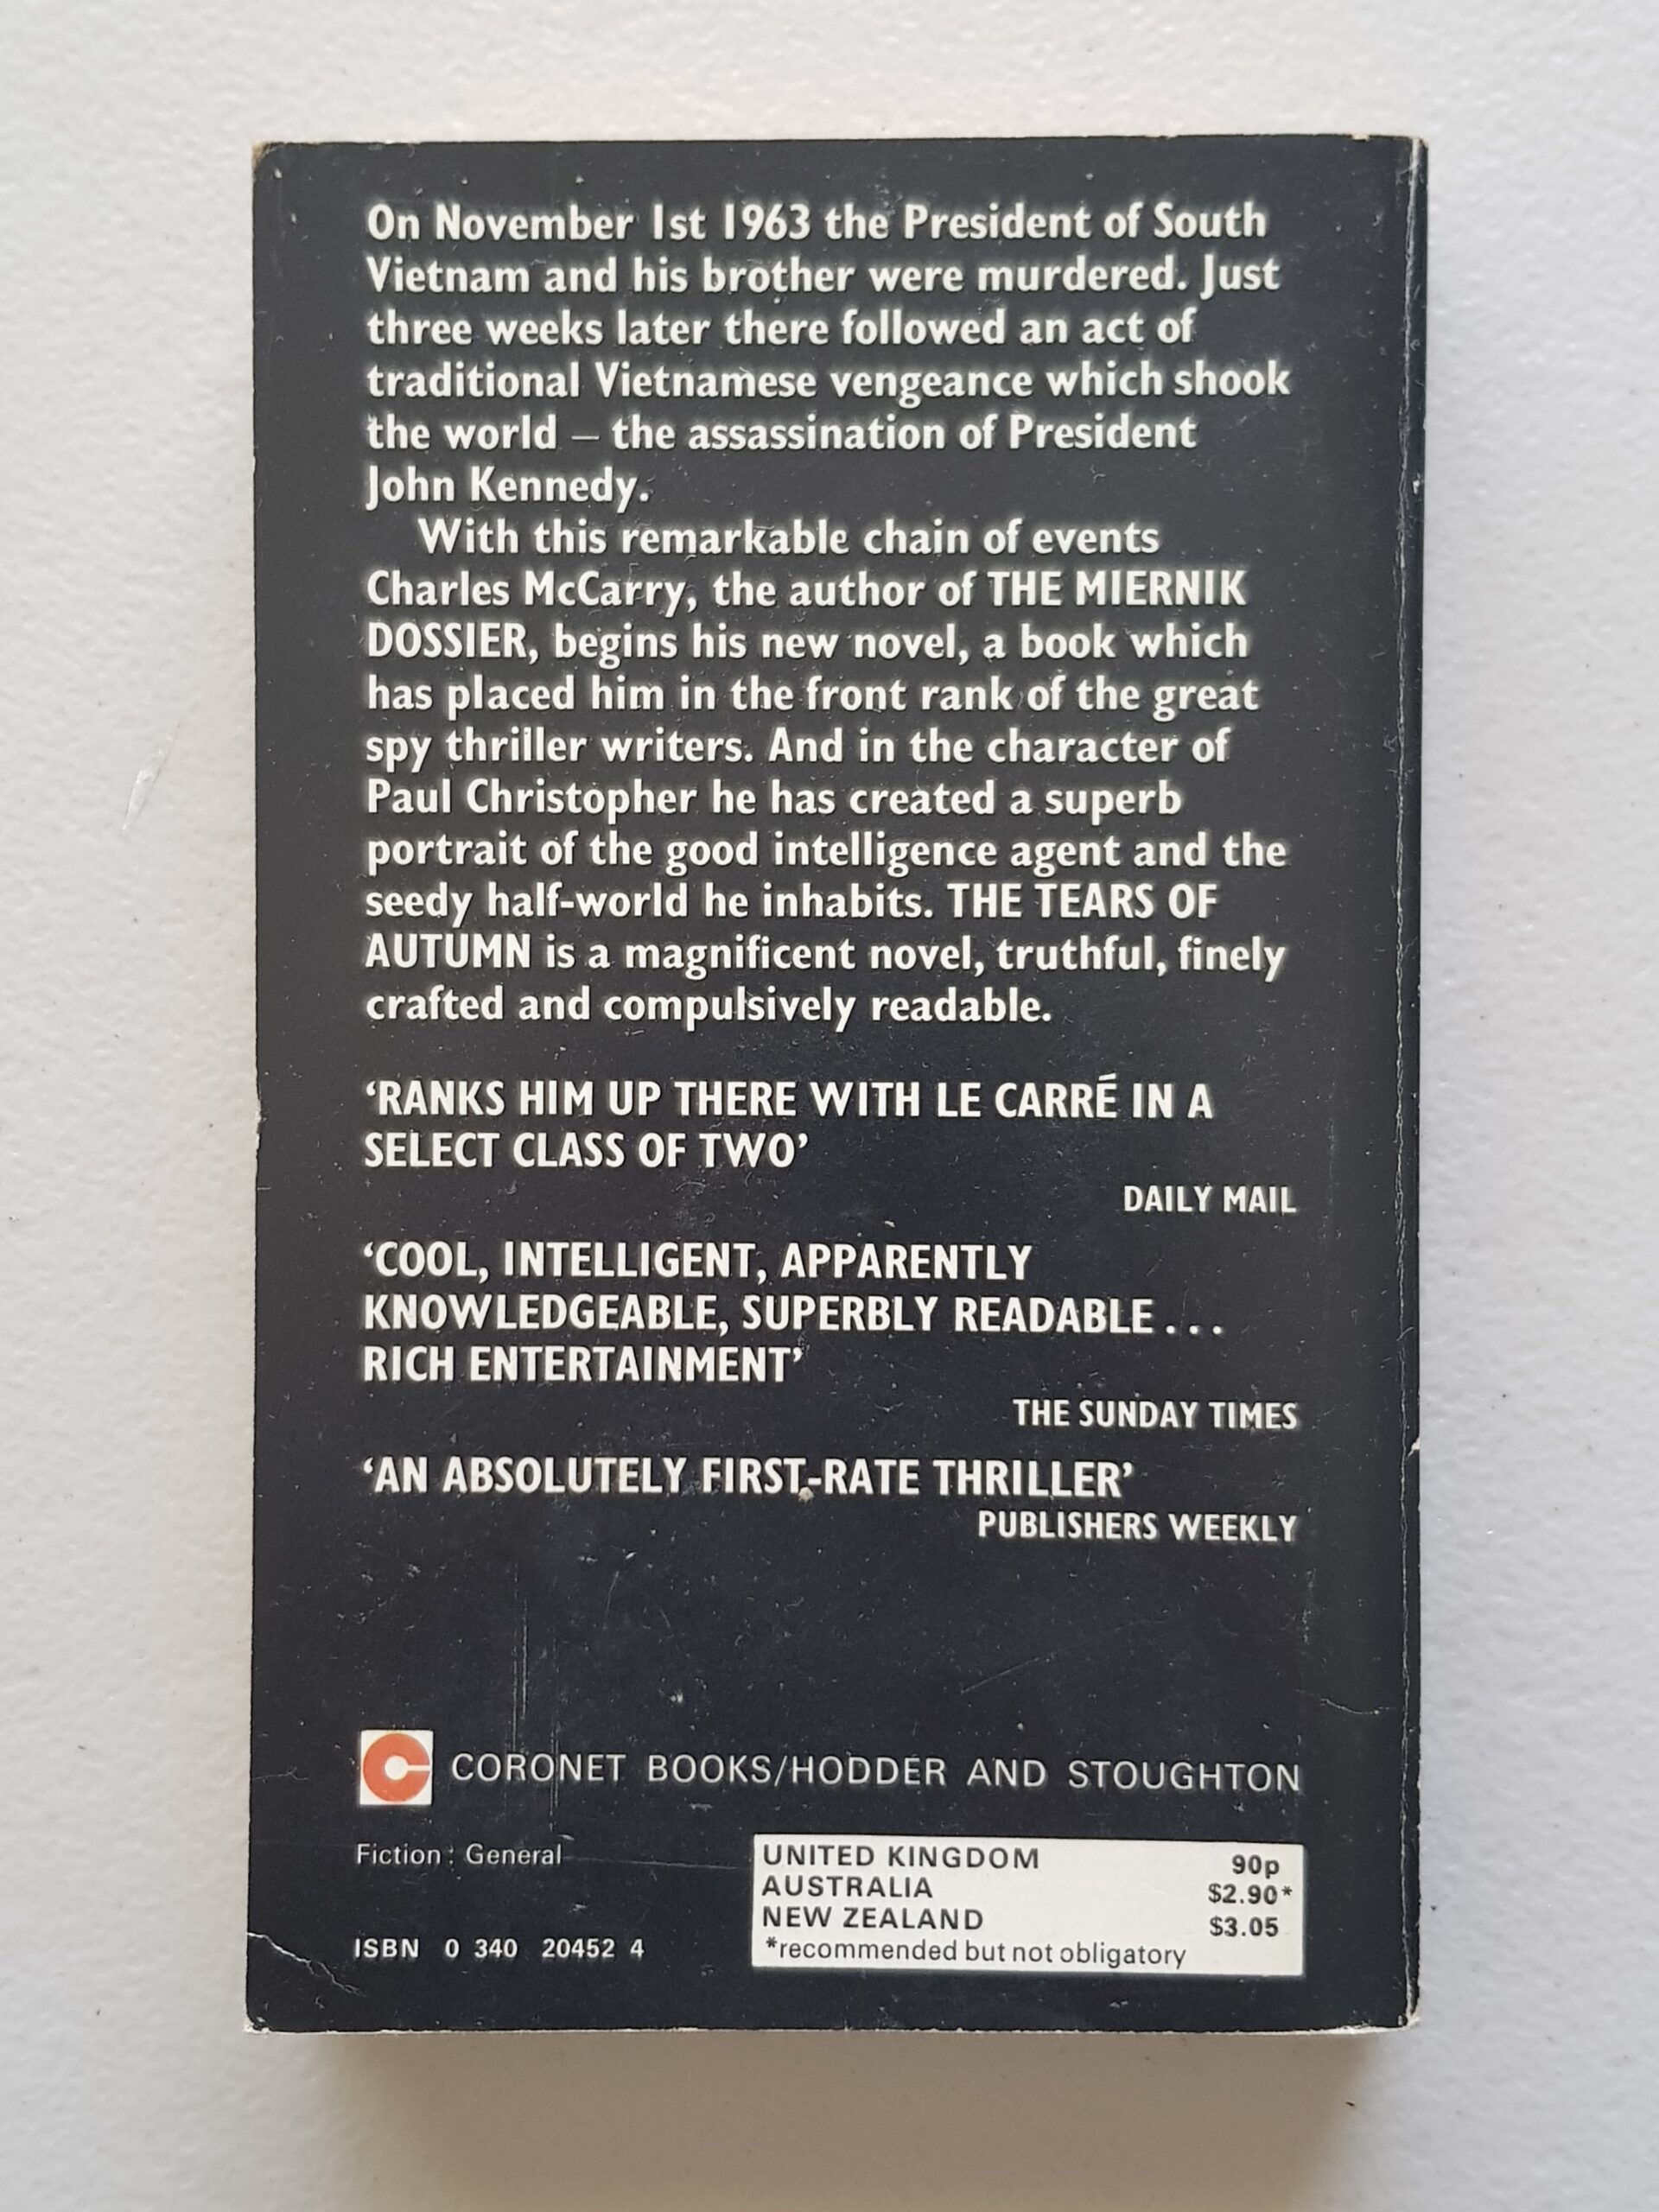 On November 1st 1963 the President of South
Vietnam and his brother were murdered. Just
three weeks later there followed an act of
traditional Vietnamese vengeance which shook
the world – the assassination of President
John Kennedy.
With this remarkable chain of events
Charles McCarry, the author of THE MIERNIK
DOSSIER, begins his new novel, a book which
has placed him in the front rank of the great
spy thriller writers. And in the character of
Paul Christopher he has created a superb
portrait of the good intelligence agent and the
seedy half-world he inhabits. THE TEARS OF
AUTUMN is a magnificent novel, truthful, finely
crafted and compulsively readable.
‘RANKS HIM UP THERE WITH LE CARRÉ IN A
SELECT CLASS OF TWO’
DAILY MAIL
‘COOL, INTELLIGENT, APPARENTLY
KNOWLEDGEABLE, SUPERBLY READABLE . . .
RICH ENTERTAINMENT’
THE SUNDAY TIMES
‘AN ABSOLUTELY FIRST-RATE THRILLER’
PUBLISHERS WEEKLY
CORONET BOOKS/HODDER AND STOUGHTON
Fiction : General
ISBN 0 340 20452 4
UNITED KINGDOM 90p
AUSTRALIA $2.90*
NEW ZEALAND $3.05
*recommended but not obligatory